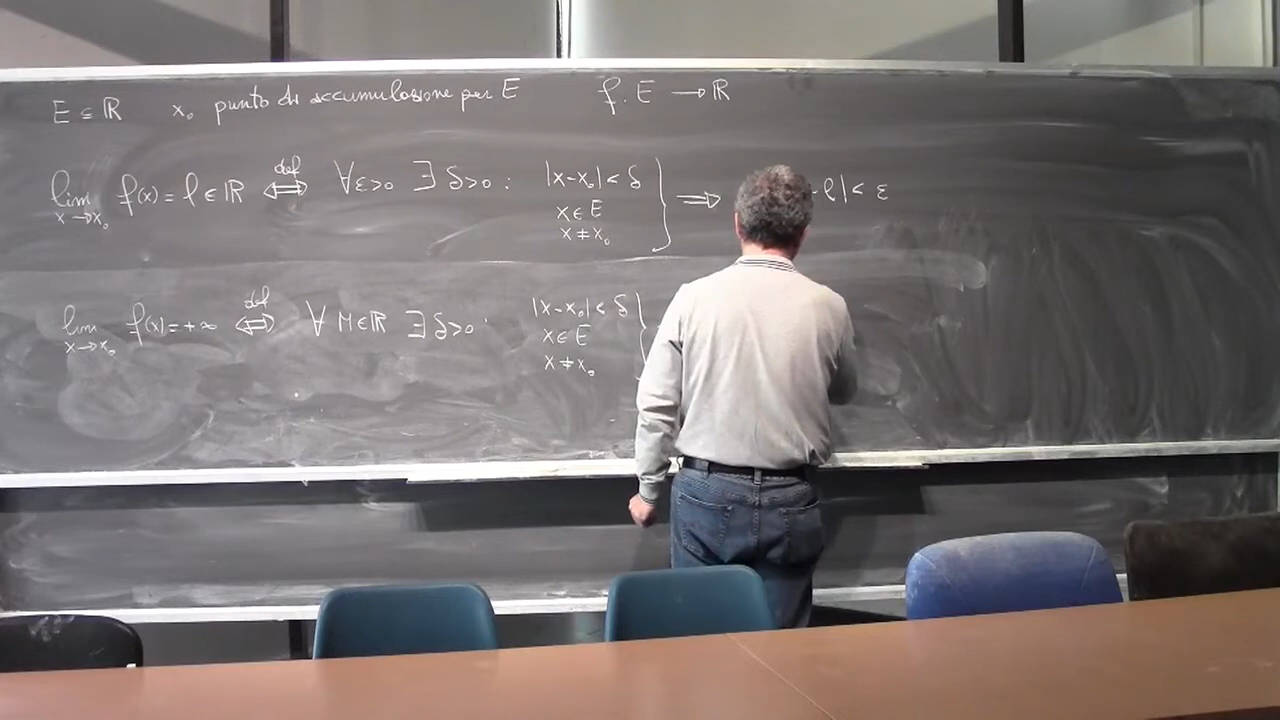 E ⊆ ℝ x₀ punto di accumulazione per E f: E → ℝ
lim x→x₀ f(x) = ℓ ∈ ℝ ⟺ def ∀ε>0 ∃δ>0 : |x-x₀| < δ x ∈ E x ≠ x₀ } ⟹ - ℓ| < ε
lim x→x₀ f(x) = +∞ ⟺ def ∀ M∈ℝ ∃δ>0 : |x-x₀| < δ x ∈ E x ≠ x₀ }